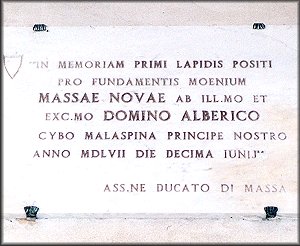 "IN MEMORIAM PRIMI LAPIDIS POSITI
PRO FUNDAMENTIS MOENIUM
MASSAE NOVAE AB ILL.MO ET
EXC.MO DOMINO ALBERICO
CYBO MALASPINA PRINCIPE NOSTRO
ANNO MDLVII DIE DECIMA IUNIJ"
ASS.NE DUCATO DI MASSA